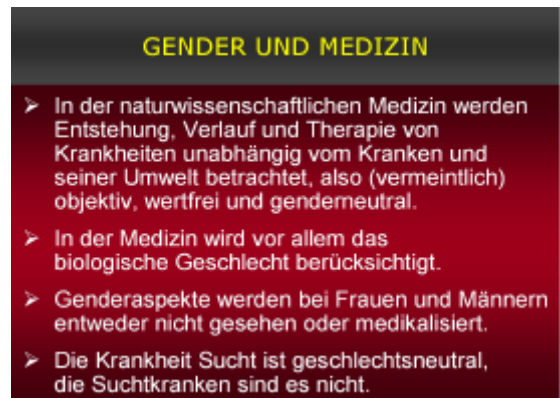 GENDER UND MEDIZIN
➢ In der naturwissenschaftlichen Medizin werden
Entstehung, Verlauf und Therapie von
Krankheiten unabhängig vom Kranken und
seiner Umwelt betrachtet, also (vermeintlich)
objektiv, wertfrei und genderneutral.
➢ In der Medizin wird vor allem das
biologische Geschlecht berücksichtigt.
➢ Genderaspekte werden bei Frauen und Männern
entweder nicht gesehen oder medikalisiert.
➢ Die Krankheit Sucht ist geschlechtsneutral,
die Suchtkranken sind es nicht.